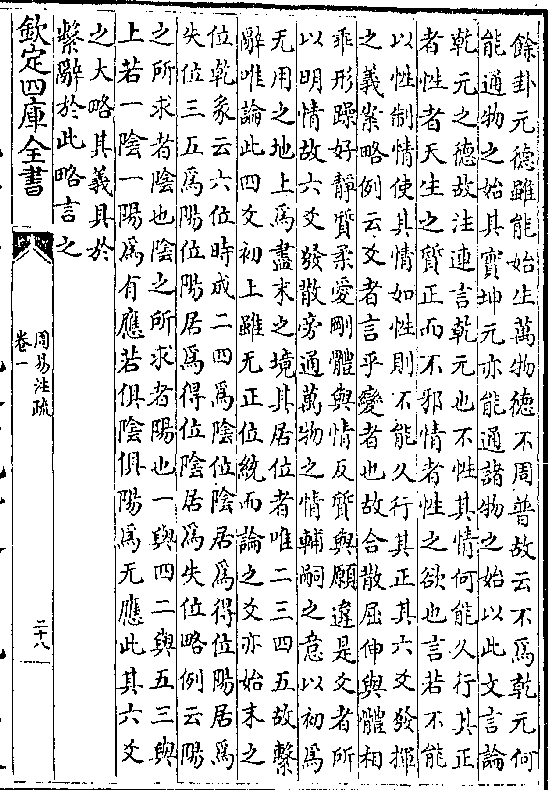 餘卦元德雖能始生萬物德不周普故云不爲乾元何
能通物之始其實坤元亦能通諸物之始以此文言論
乾元之德故注連言乾元也不性其情何能久行其正
者性者天生之質正而不邪情者性之欲也言若不能
以性制情使其情如性則不能久行其正其六爻發揮
之義案略例云爻者言乎變者也故合散屈伸與體相
乖形躁好靜質柔愛剛體與情反質與願違是爻者所
以明情故六爻發散旁通萬物之情輔嗣之意以初爲
无用之地上爲盡末之境其居位者唯二三四五故繫
辭唯論此四爻初上雖无正位統而論之爻亦始末之
位乾彖云六位時成二四爲陰位陰居爲得位陽居爲
失位三五爲陽位陽居爲得位陰居爲失位略例云陽
之所求者陰也陰之所求者陽也一與四二與五三與
上若一陰一陽爲有應若俱陰俱陽爲无應此其六爻
之大略其義具於
繫辭於此略言之
欽定四庫全書
周易注疏
卷一
二十八